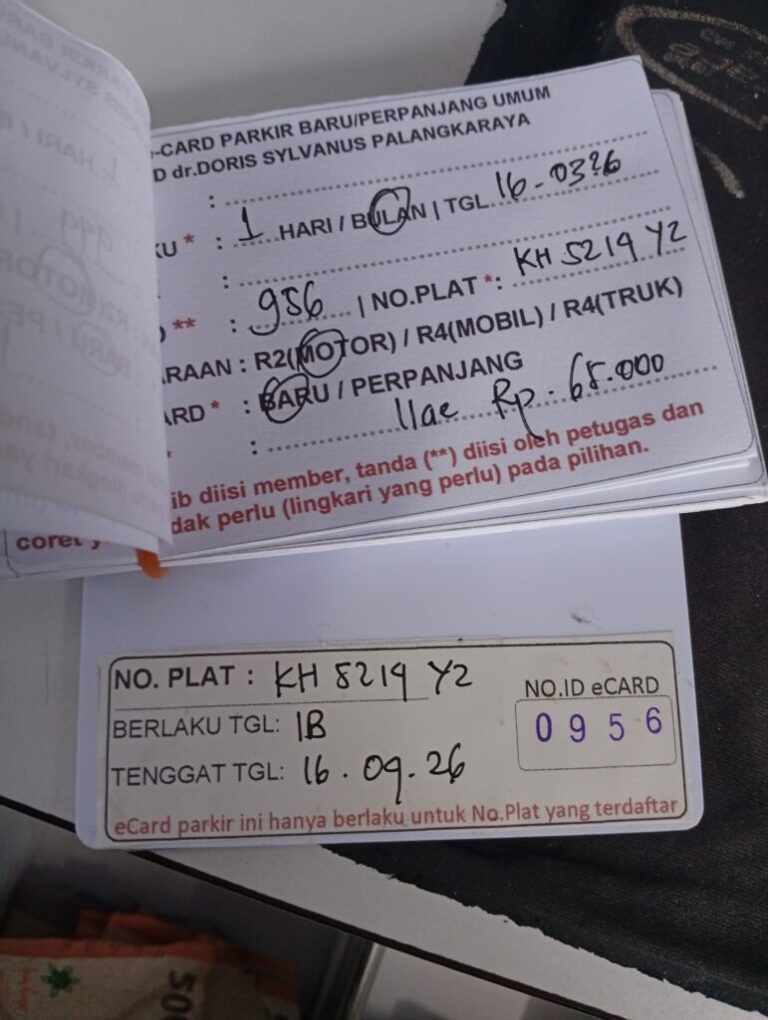 -CARD PARKIR BARU/PERPANJANG UMUM
D dr.DORIS SYLVANUS PALANGKARAYA
:
KU * : 1 HARI / BULAN | TGL 16-0326
:
** : 956 | NO.PLAT *: KH 5219 YZ
RAAN : R2(MOTOR) / R4(MOBIL) / R4(TRUK)
ARD * : BARU / PERPANJANG
* : Rp. 65.000
ib diisi member, tanda (**) diisi oleh petugas dan
coret dak perlu (lingkari yang perlu) pada pilihan.
NO. PLAT : KH 5219 YZ
BERLAKU TGL: 1B
TENGGAT TGL: 16.09.26
NO.ID eCARD
0956
eCard parkir ini hanya berlaku untuk No.Plat yang terdaftar
500